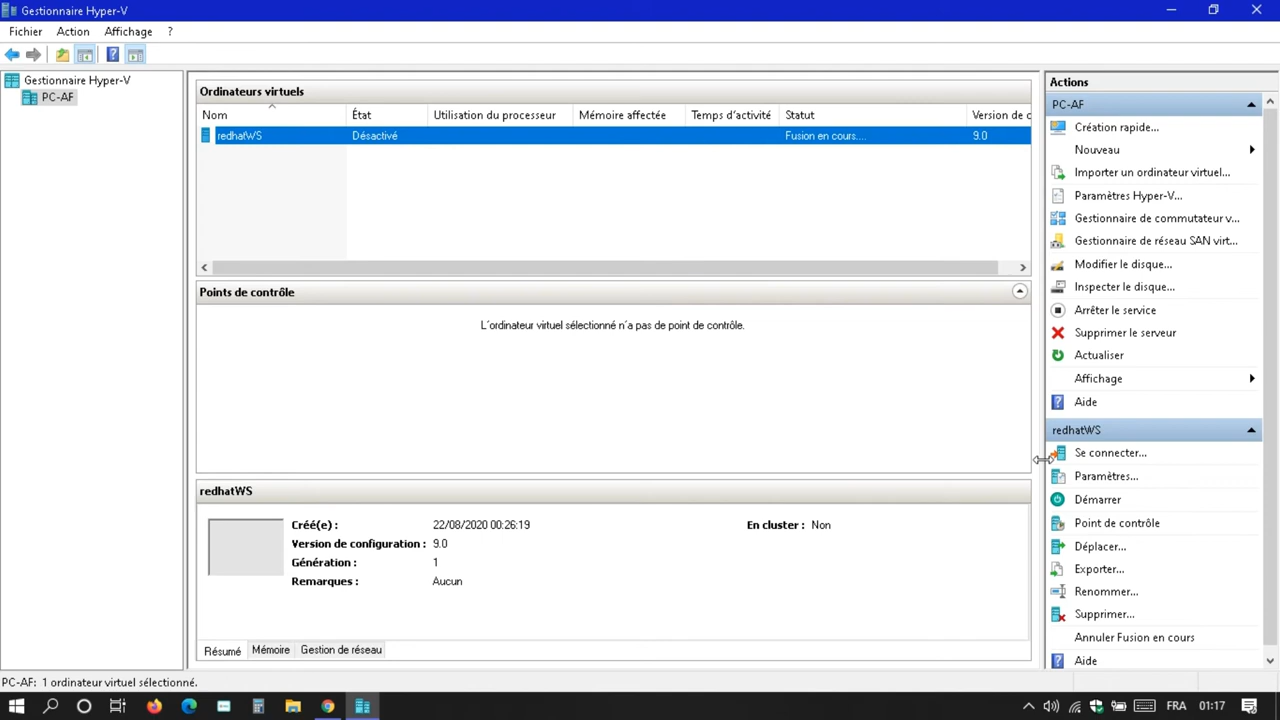 Gestionnaire Hyper-V
Fichier Action Affichage ?
Gestionnaire Hyper-V
PC-AF
Ordinateurs virtuels
Nom État Utilisation du processeur Mémoire affectée Temps d'activité Statut Version de c
redhatWS Désactivé Fusion en cours.... 9.0
Points de contrôle
L'ordinateur virtuel sélectionné n'a pas de point de contrôle.
redhatWS
Créé(e) : 22/08/2020 00:26:19 En cluster : Non
Version de configuration : 9.0
Génération : 1
Remarques : Aucun
Résumé Mémoire Gestion de réseau
Actions
PC-AF
Création rapide...
Nouveau
Importer un ordinateur virtuel...
Paramètres Hyper-V...
Gestionnaire de commutateur v...
Gestionnaire de réseau SAN virt...
Modifier le disque...
Inspecter le disque...
Arrêter le service
Supprimer le serveur
Actualiser
Affichage
Aide
redhatWS
Se connecter...
Paramètres...
Démarrer
Point de contrôle
Déplacer...
Exporter...
Renommer...
Supprimer...
Annuler Fusion en cours
Aide
PC-AF: 1 ordinateur virtuel sélectionné.
FRA 01:17